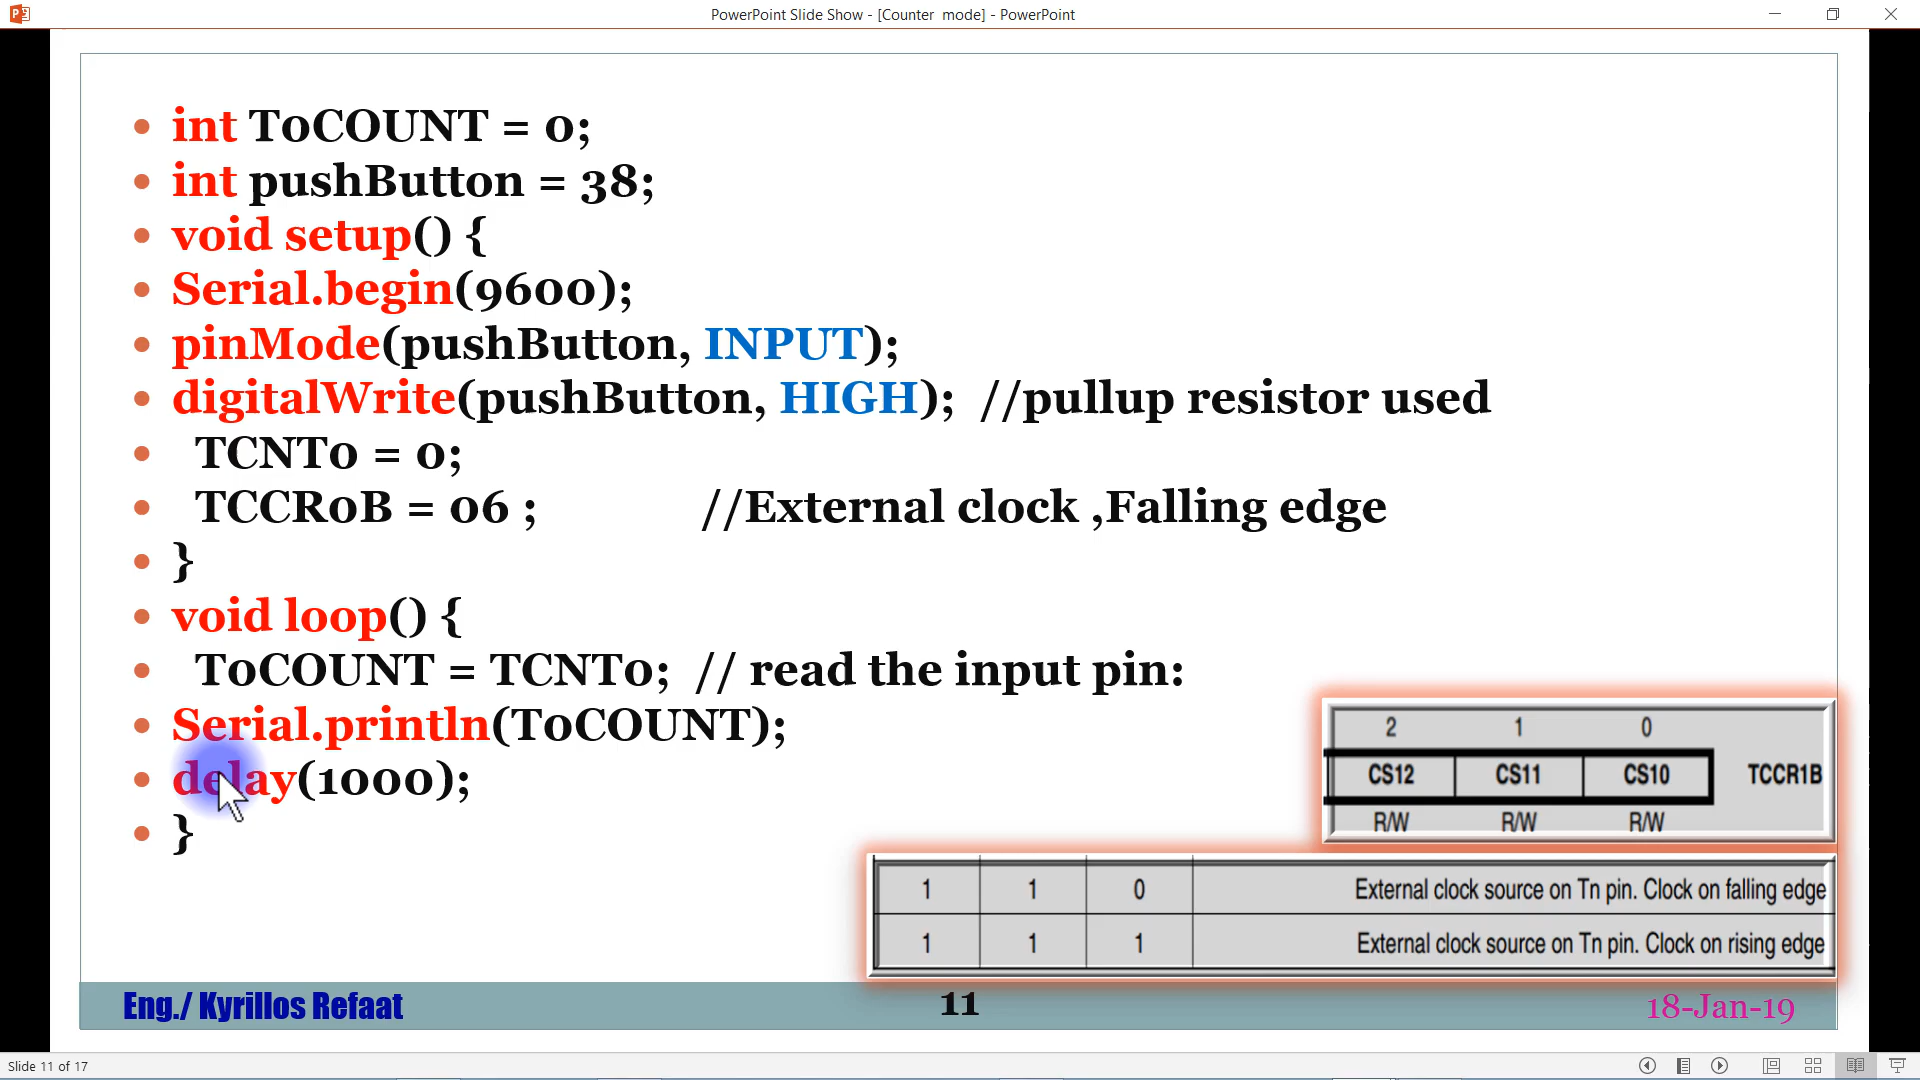 PowerPoint Slide Show - [Counter  mode] - PowerPoint
int T0COUNT = 0;
int pushButton = 38;
void setup() {
Serial.begin(9600);
pinMode(pushButton, INPUT);
digitalWrite(pushButton, HIGH);  //pullup resistor used
TCNT0 = 0;
TCCR0B = 06 ;  //External clock ,Falling edge
}
void loop() {
T0COUNT = TCNT0;  // read the input pin:
Serial.println(T0COUNT);
delay(1000);
}
2 1 0
CS12 CS11 CS10 TCCR1B
R/W R/W R/W
1 1 0 External clock source on Tn pin. Clock on falling edge
1 1 1 External clock source on Tn pin. Clock on rising edge
Eng./ Kyrillos Refaat 11 18-Jan-19
Slide 11 of 17